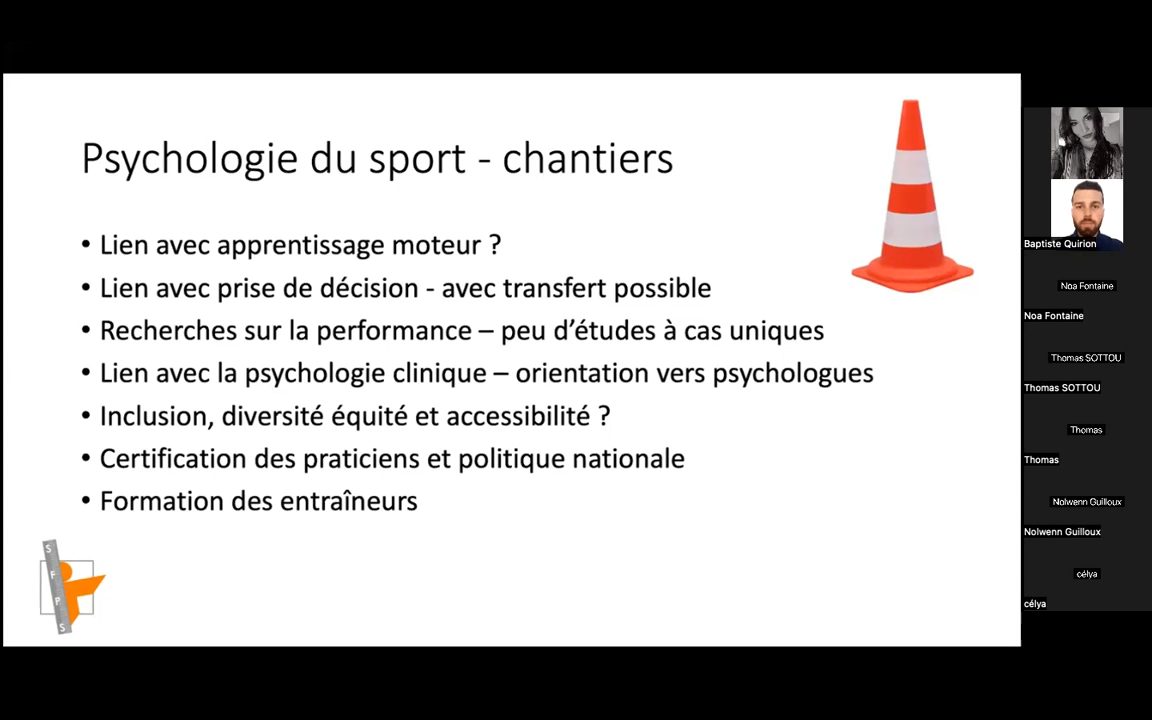 Psychologie du sport - chantiers
• Lien avec apprentissage moteur ?
• Lien avec prise de décision - avec transfert possible
• Recherches sur la performance – peu d’études à cas uniques
• Lien avec la psychologie clinique – orientation vers psychologues
• Inclusion, diversité équité et accessibilité ?
• Certification des praticiens et politique nationale
• Formation des entraîneurs
S
F
P
S
Baptiste Quirion
Noa Fontaine
Noa Fontaine
Thomas SOTTOU
Thomas SOTTOU
Thomas
Thomas
Nolwenn Guilloux
Nolwenn Guilloux
célya
célya